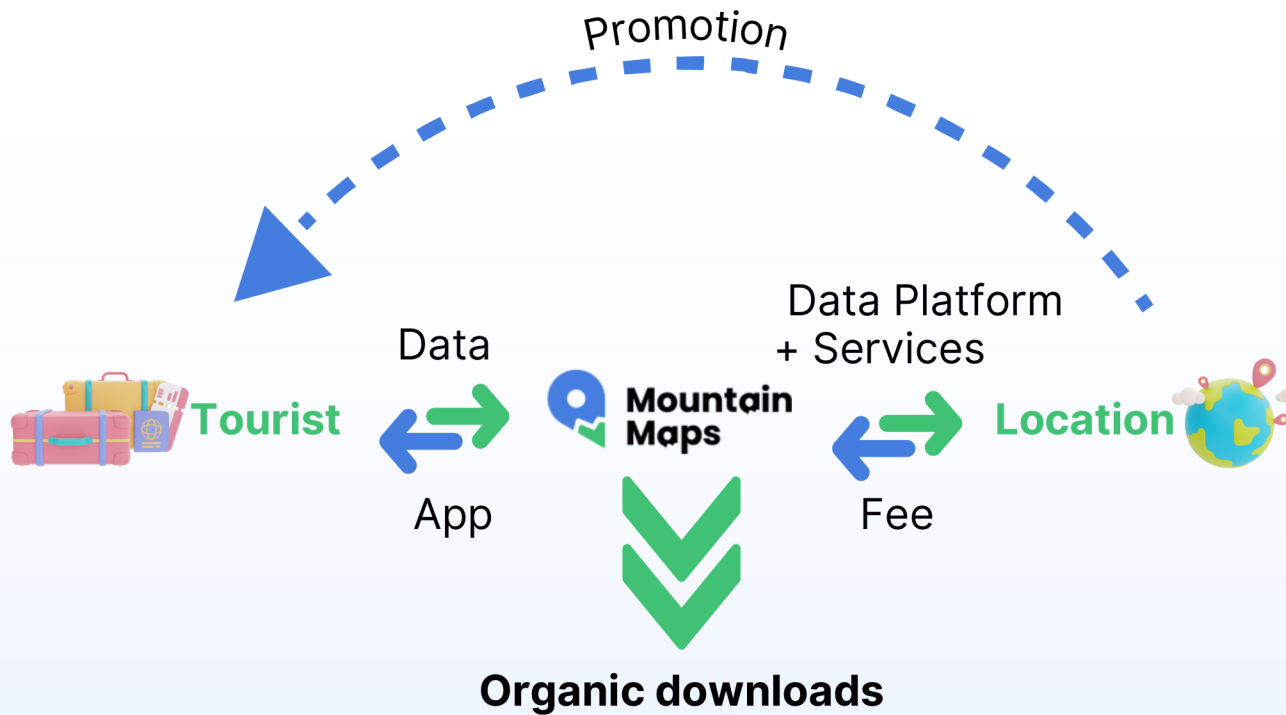 Promotion
Data Platform
+ Services
Data
Tourist
Mountain
Maps
Location
App
Fee
Organic downloads